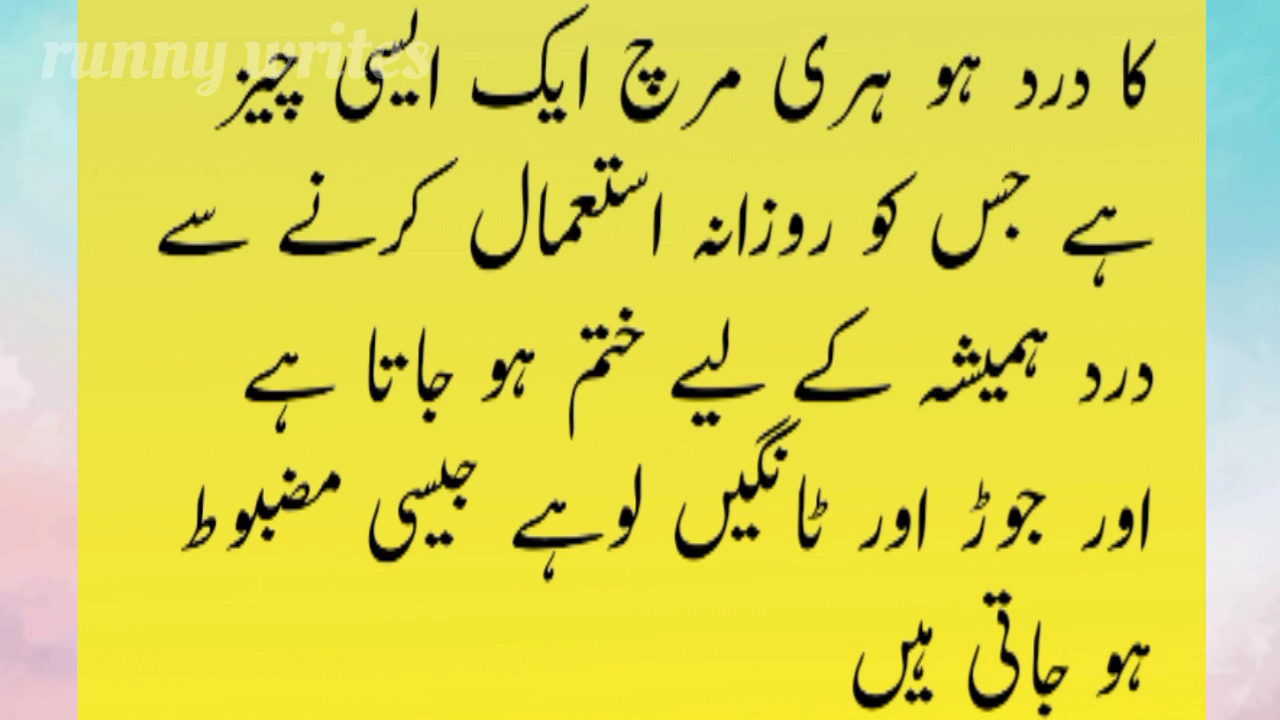 runny writes
کا درد ہو ہری مرچ ایک ایسی چیز
ہے جس کو روزانہ استعمال کرنے سے
درد ہمیشہ کے لیے ختم ہو جاتا ہے
اور جوڑ اور ٹانگیں لوہے جیسی مضبوط
ہو جاتی ہیں